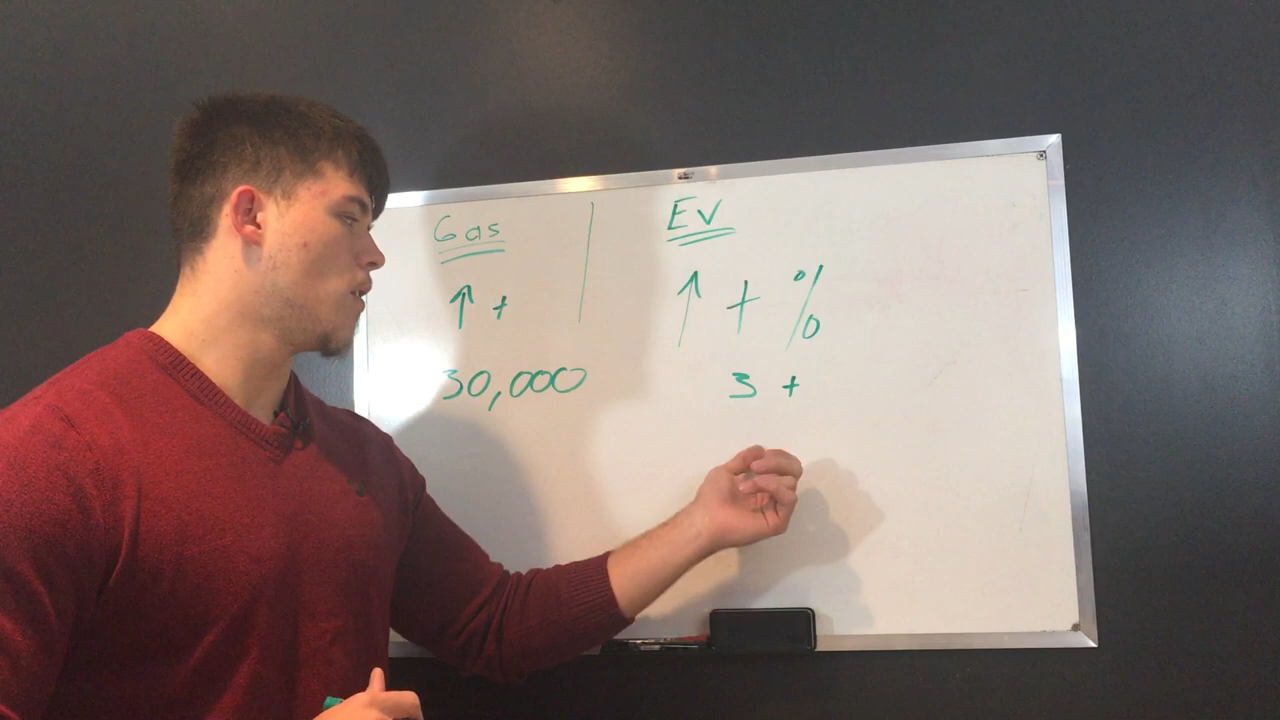 Gas | EV
↑ + ↑ + %
30,000 3 +